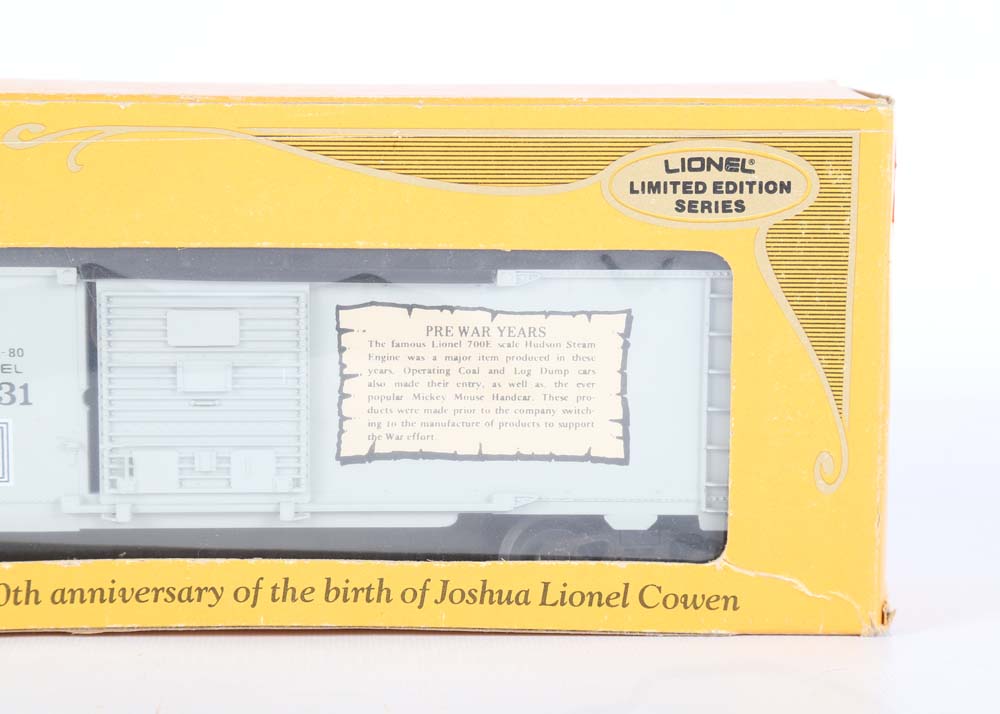 LIONEL®
LIMITED EDITION
SERIES
-80
EL
31
PRE WAR YEARS
The famous Lionel 700E scale Hudson Steam
Engine was a major item produced in these
years. Operating Coal and Log Dump cars
also made their entry, as well as, the ever
popular Mickey Mouse Handcar. These pro-
ducts were made prior to the company switch-
ing to the manufacture of products to support
the War effort.
0th anniversary of the birth of Joshua Lionel Cowen